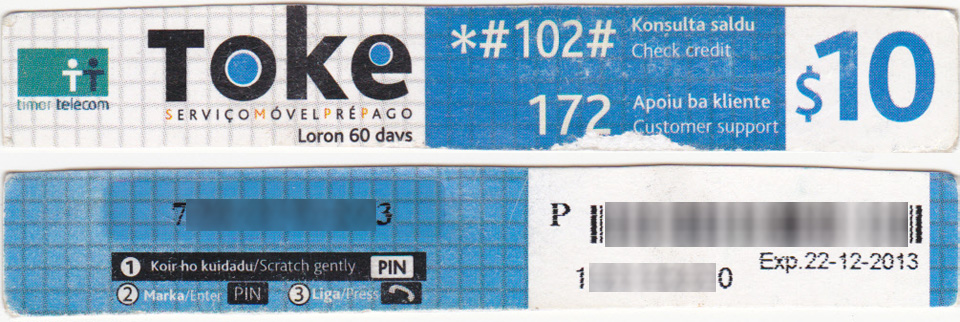 timor telecom
Toke
SERVIÇOMÓVELPRÉPAGO
Loron 60 days
*#102#
Konsulta saldu
Check credit
172
Apoiu ba kliente
Customer support
$10
7 3
1 Koir ho kuidadu/Scratch gently PIN
2 Marka/Enter PIN 3 Liga/Press
P
1 0
Exp.22-12-2013